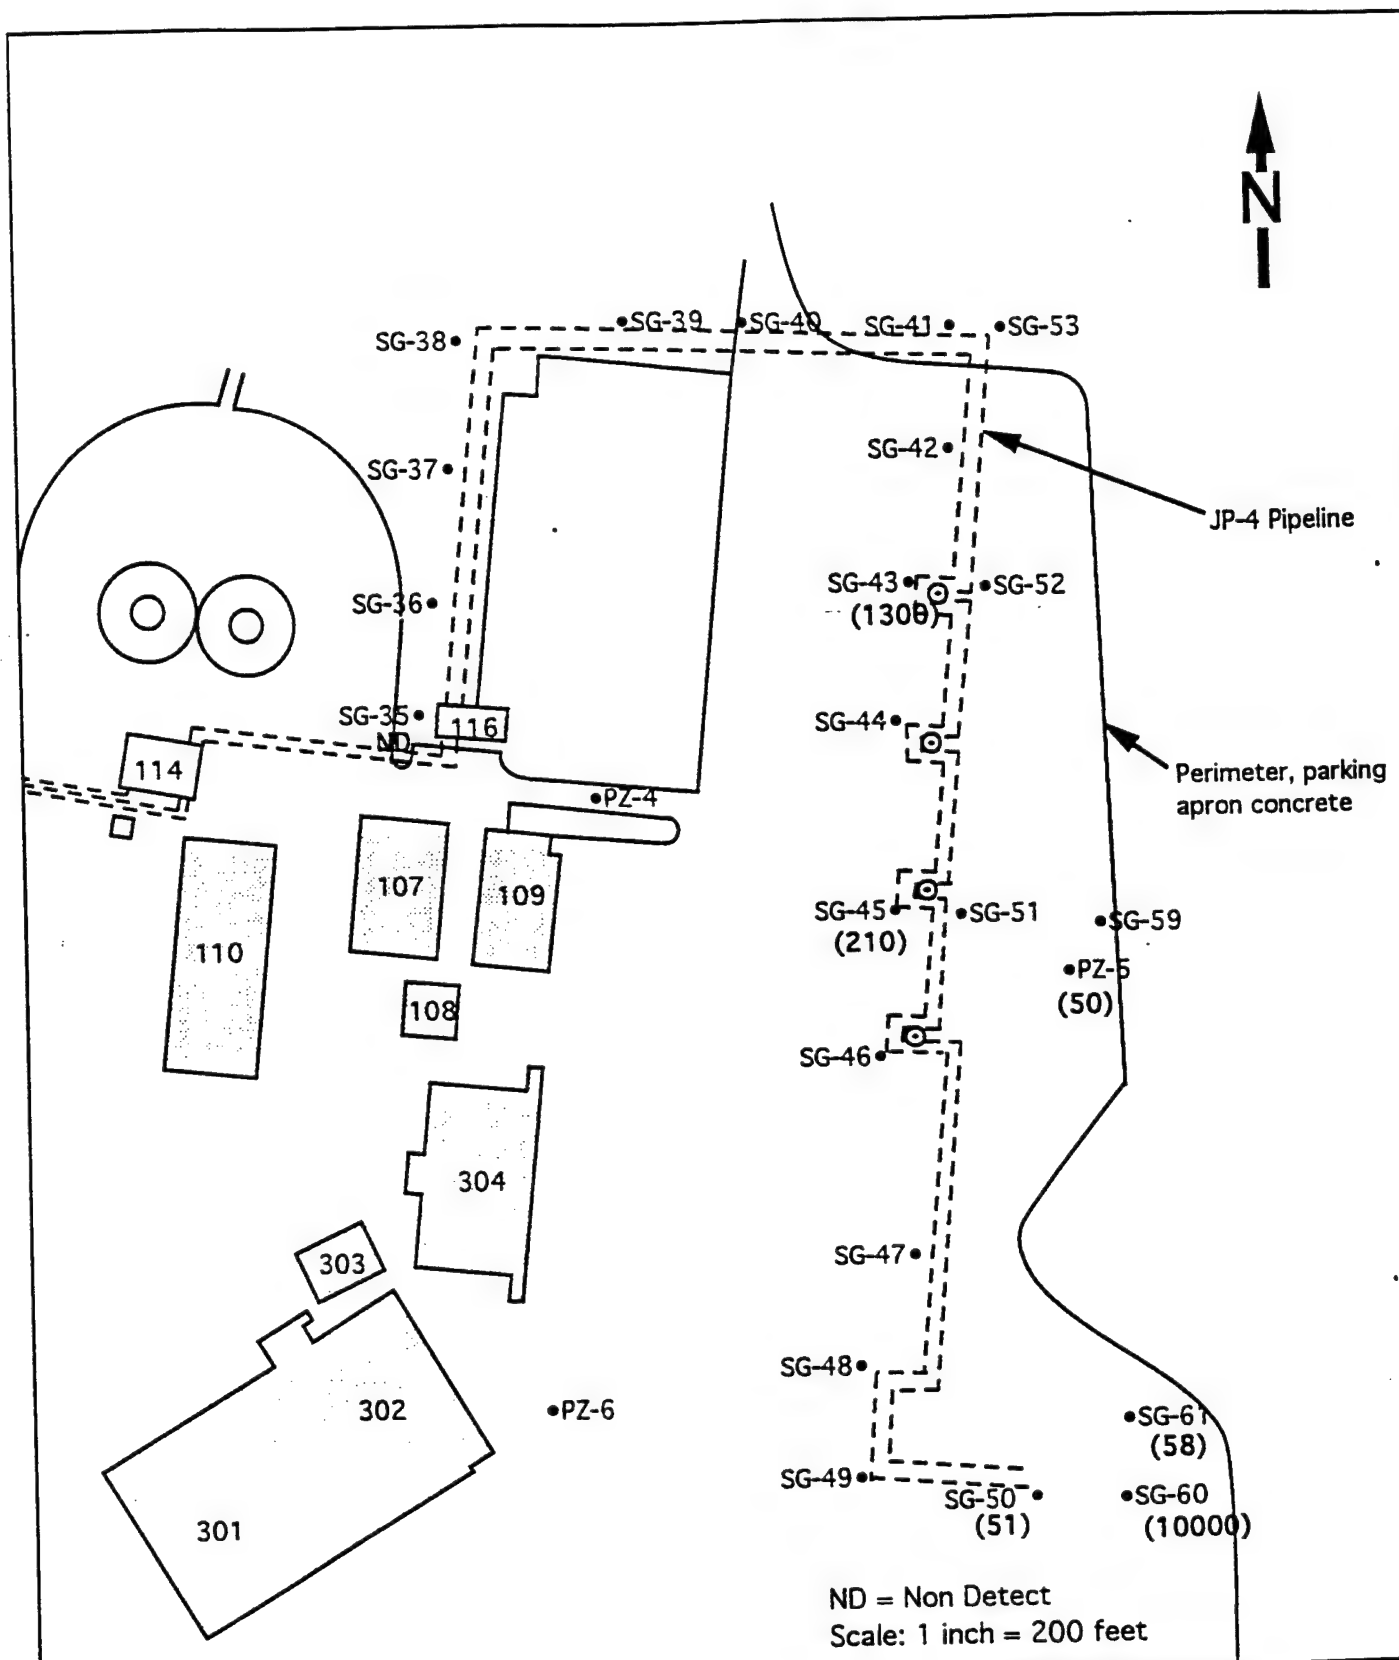 N
SG-39
SG-40
SG-41
SG-53
SG-38
SG-42
SG-37
JP-4 Pipeline
SG-43
SG-52
(1300)
SG-36
SG-35
116
SG-44
ND
114
Perimeter, parking
apron concrete
PZ-4
107
109
SG-45
SG-51
SG-59
(210)
110
PZ-5
(50)
108
SG-46
304
SG-47
303
SG-48
302
PZ-6
SG-61
(58)
SG-49
SG-50
SG-60
(51)
(10000)
301
ND = Non Detect
Scale: 1 inch = 200 feet